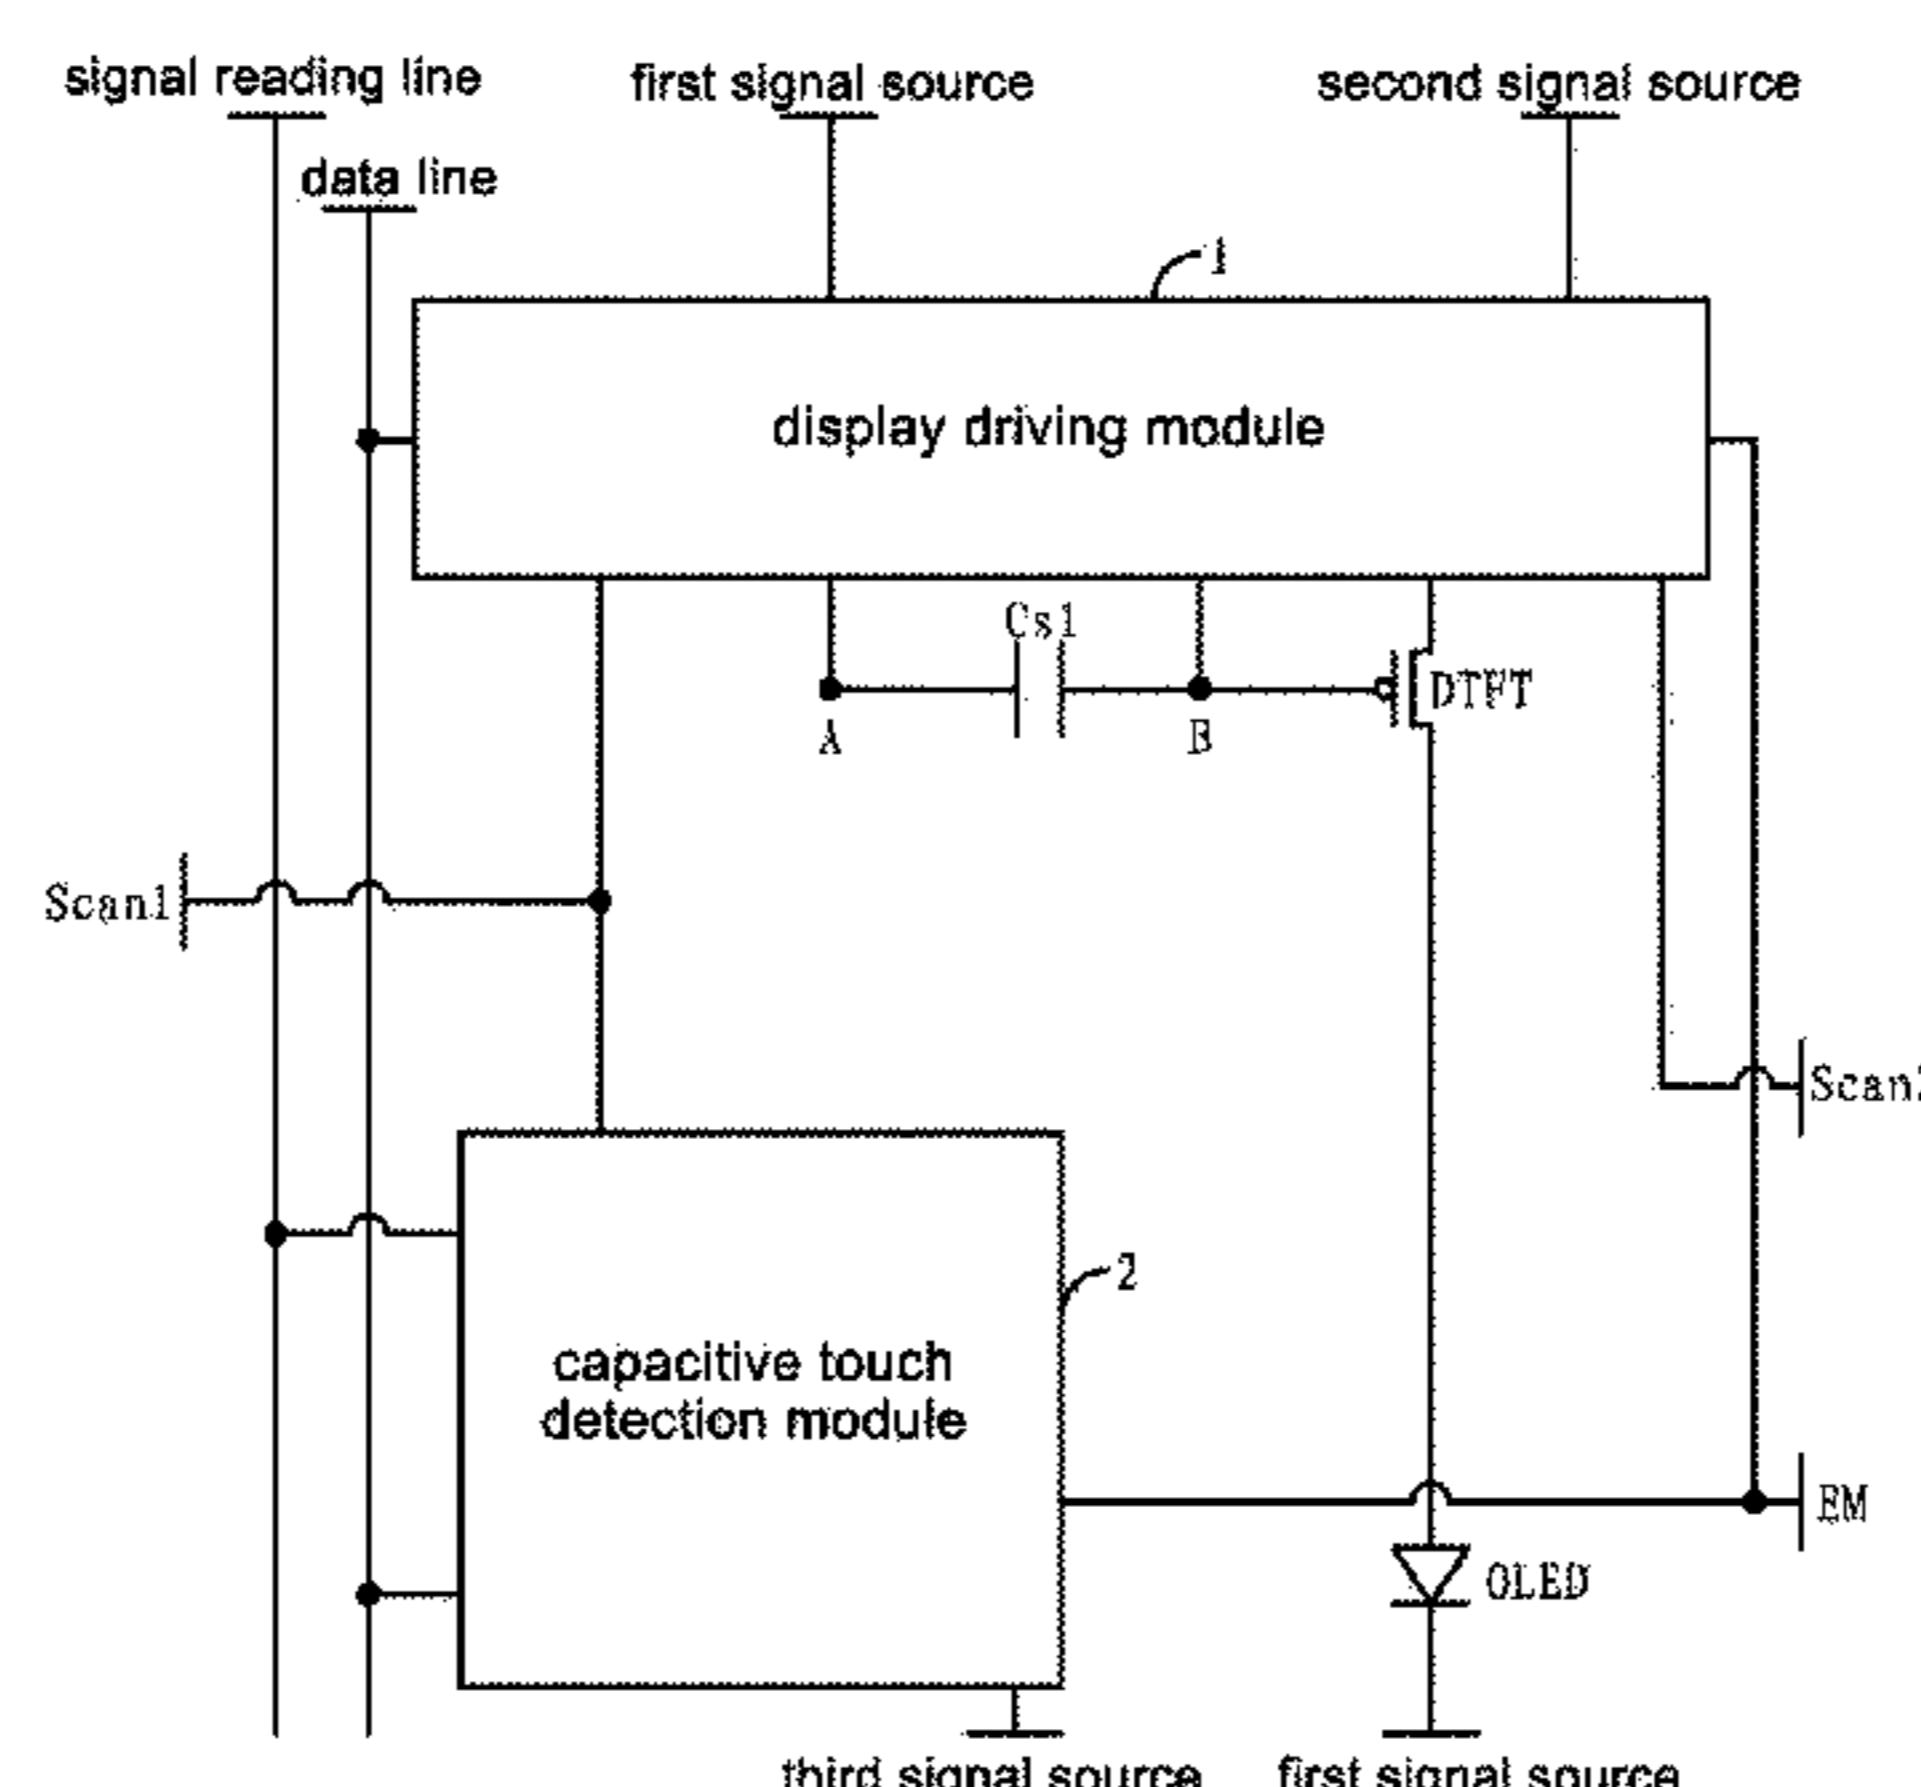 signal reading line
first signal source
second signal source
data line
1
display driving module
Cs1
DTFT
A
B
Scan1
Scan2
2
capacitive touch
detection module
EM
OLED
third signal source
first signal source